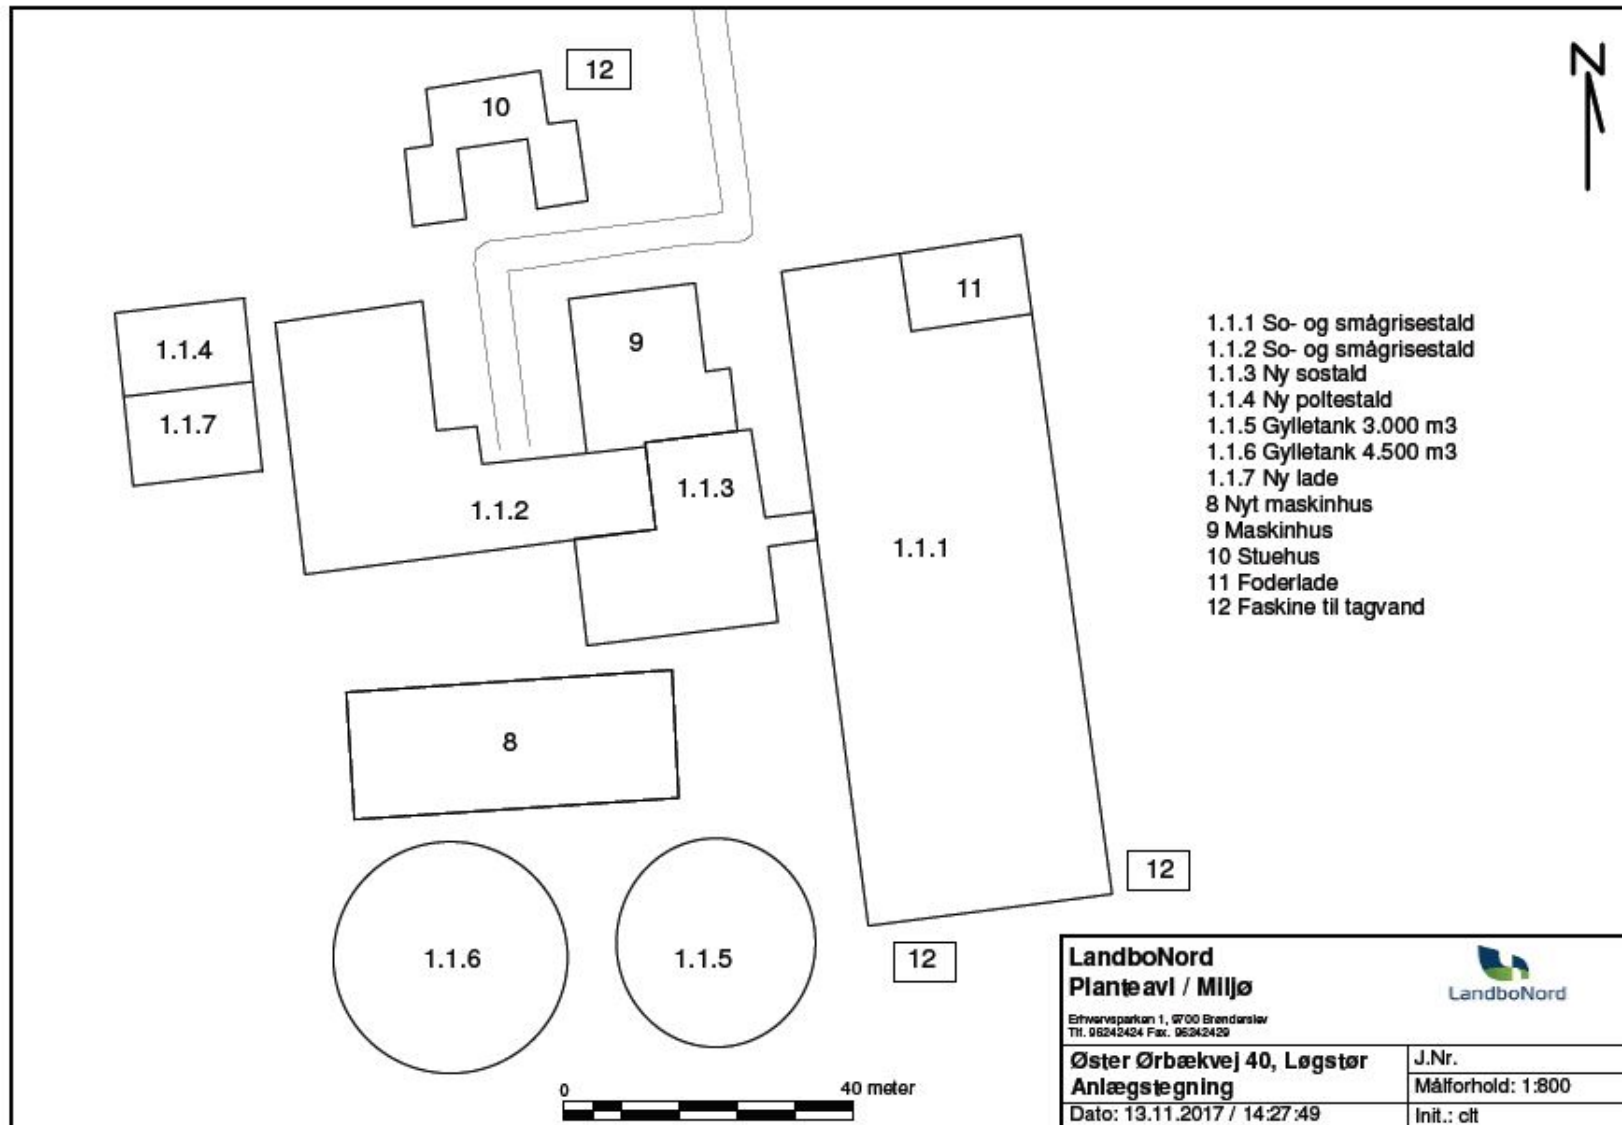 12
10
N
11
1.1.4
9
1.1.7
1.1.3
1.1.2
1.1.1
1.1.1 So- og smågrisestald
1.1.2 So- og smågrisestald
1.1.3 Ny sostald
1.1.4 Ny poltestald
1.1.5 Gylletank 3.000 m3
1.1.6 Gylletank 4.500 m3
1.1.7 Ny lade
8 Nyt maskinhus
9 Maskinhus
10 Stuehus
11 Foderlade
12 Faskine til tagvand
8
12
1.1.6
1.1.5
12
0
40 meter
LandboNord
Planteavl / Miljø
LandboNord
Erhvervsparken 1, 9700 Brønderslev
Tlf. 96242424 Fax. 96242429
Øster Ørbækvej 40, Løgstør
Anlægstegning
J.Nr.
Målforhold: 1:800
Dato: 13.11.2017 / 14:27:49
Init.: clt